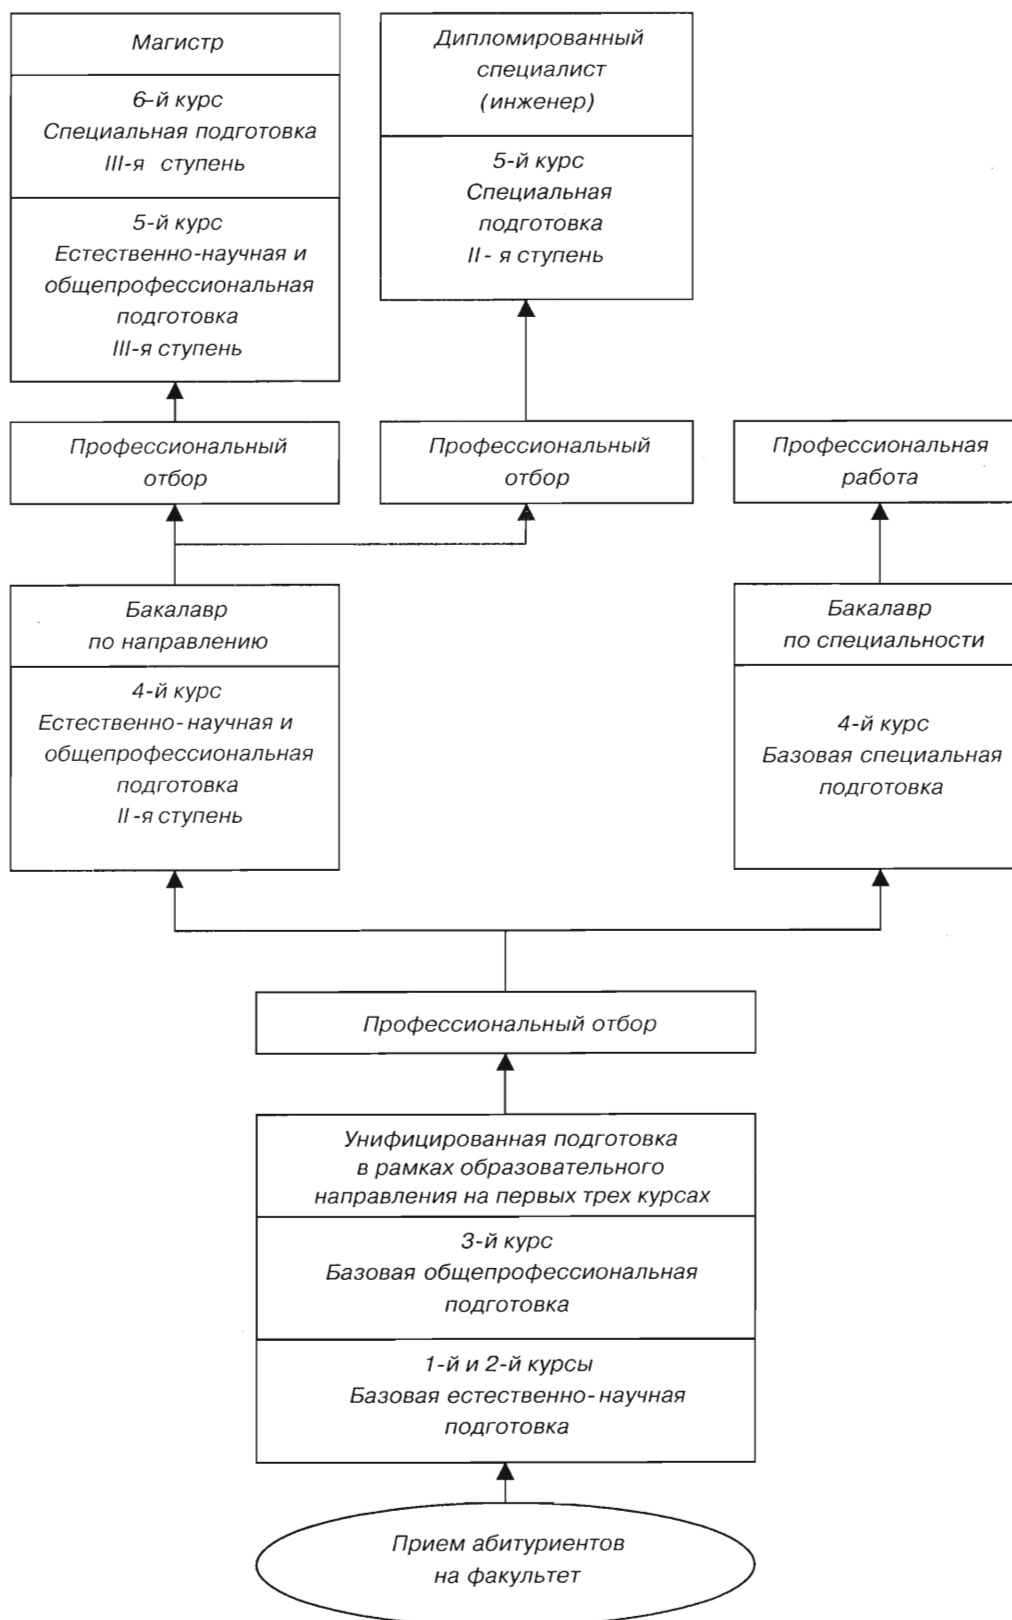 Магистр
6-й курс
Специальная подготовка
III-я ступень
5-й курс
Естественно-научная и
общепрофессиональная
подготовка
III-я ступень
Дипломированный
специалист
(инженер)
5-й курс
Специальная
подготовка
II - я ступень
Профессиональный
отбор
Профессиональный
отбор
Профессиональная
работа
Бакалавр
по направлению
4-й курс
Естественно-научная и
общепрофессиональная
подготовка
II -я ступень
Бакалавр
по специальности
4-й курс
Базовая специальная
подготовка
Профессиональный отбор
Унифицированная подготовка
в рамках образовательного
направления на первых трех курсах
3-й курс
Базовая общепрофессиональная
подготовка
1-й и 2-й курсы
Базовая естественно-научная
подготовка
Прием абитуриентов
на факультет